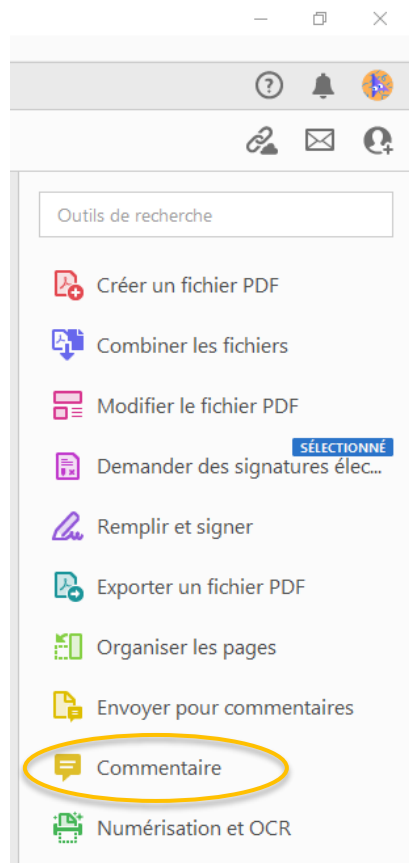 Outils de recherche
Créer un fichier PDF
Combiner les fichiers
Modifier le fichier PDF
SÉLECTIONNÉ
Demander des signatures élec...
Remplir et signer
Exporter un fichier PDF
Organiser les pages
Envoyer pour commentaires
Commentaire
Numérisation et OCR